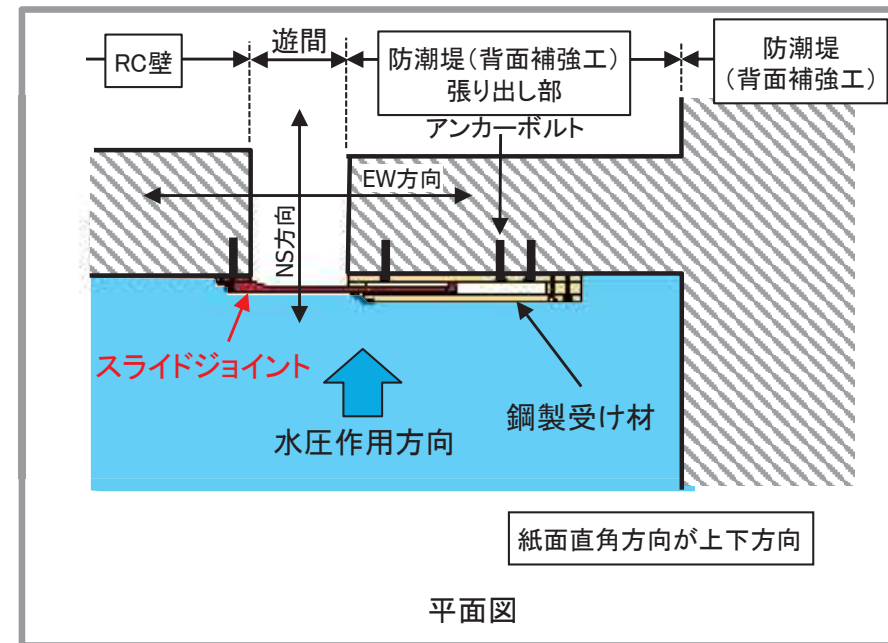 RC壁
遊間
防潮堤（背面補強工）
張り出し部
防潮堤
（背面補強工）
アンカーボルト
EW方向
NS方向
スライドジョイント
水圧作用方向
鋼製受け材
紙面直角方向が上下方向
平面図